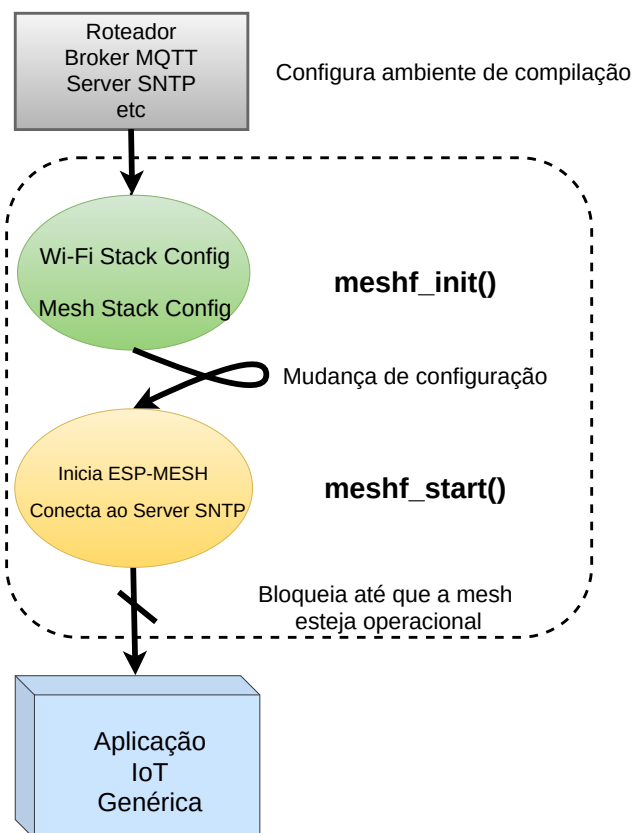 Roteador
Broker MQTT
Server SNTP
etc
Configura ambiente de compilação
Wi-Fi Stack Config
Mesh Stack Config
meshf_init()
Mudança de configuração
Inicia ESP-MESH
Conecta ao Server SNTP
meshf_start()
Bloqueia até que a mesh
esteja operacional
Aplicação
IoT
Genérica